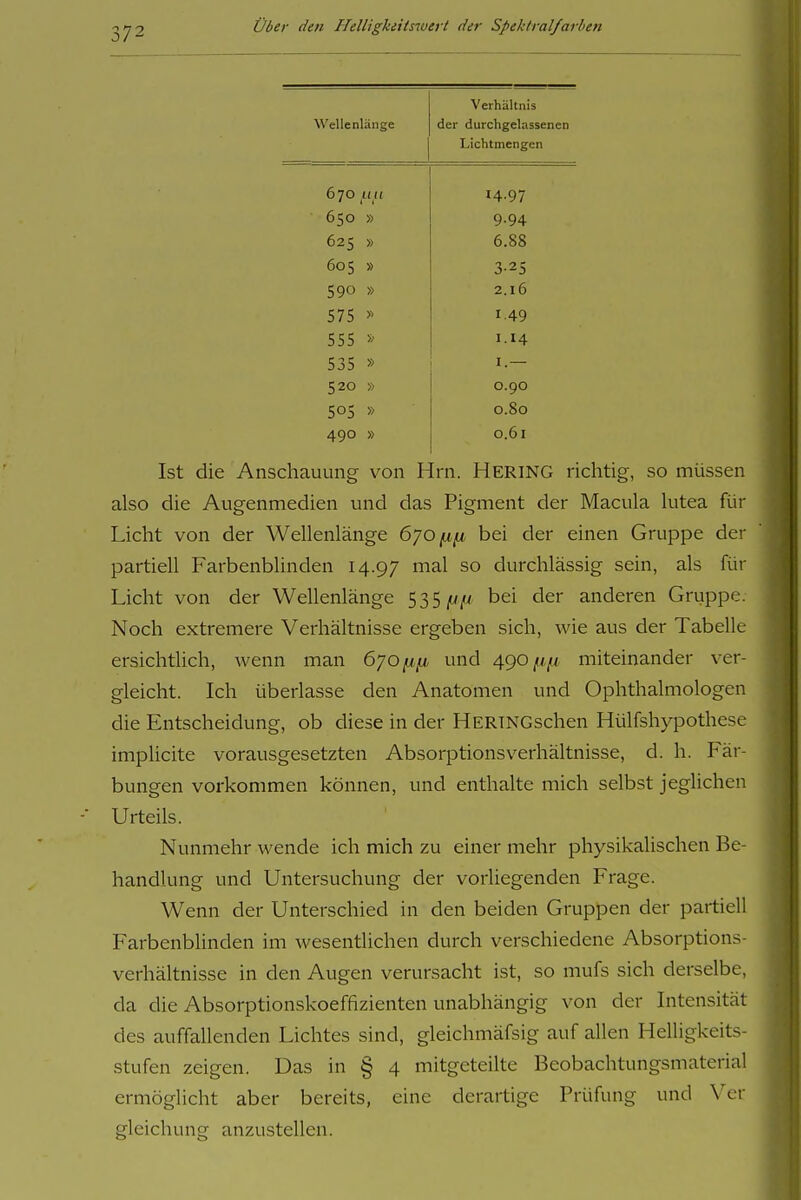 372
Über den Helligkeitswert der Spektralfarben
Wellenlänge
Verhältnis
der durchgelassenen
Lichtmengen
670 μμ 14.97
650 » 9.94
625 » 6.88
605 » 3.25
590 » 2.16
575 » 1.49
555 » 1.14
535 » 1.—
520 » 0.90
505 » 0.80
490 » 0.61
Ist die Anschauung von Hrn. HERING richtig, so müssen
also die Augenmedien und das Pigment der Macula lutea für
Licht von der Wellenlänge 670 μμ bei der einen Gruppe der
partiell Farbenblinden 14.97 mal so durchlässig sein, als für
Licht von der Wellenlänge 535 μμ bei der anderen Gruppe.
Noch extremere Verhältnisse ergeben sich, wie aus der Tabelle
ersichtlich, wenn man 670 μμ und 490 μμ miteinander ver-
gleicht. Ich überlasse den Anatomen und Ophthalmologen
die Entscheidung, ob diese in der HERINGschen Hülfshypothese
implicite vorausgesetzten Absorptionsverhältnisse, d. h. Fär-
bungen vorkommen können, und enthalte mich selbst jeglichen
Urteils.
Nunmehr wende ich mich zu einer mehr physikalischen Be-
handlung und Untersuchung der vorliegenden Frage.
Wenn der Unterschied in den beiden Gruppen der partiell
Farbenblinden im wesentlichen durch verschiedene Absorptions-
verhältnisse in den Augen verursacht ist, so mufs sich derselbe,
da die Absorptionskoeffizienten unabhängig von der Intensität
des auffallenden Lichtes sind, gleichmäfsig auf allen Helligkeits-
stufen zeigen. Das in § 4 mitgeteilte Beobachtungsmaterial
ermöglicht aber bereits, eine derartige Prüfung und Ver
gleichung anzustellen.